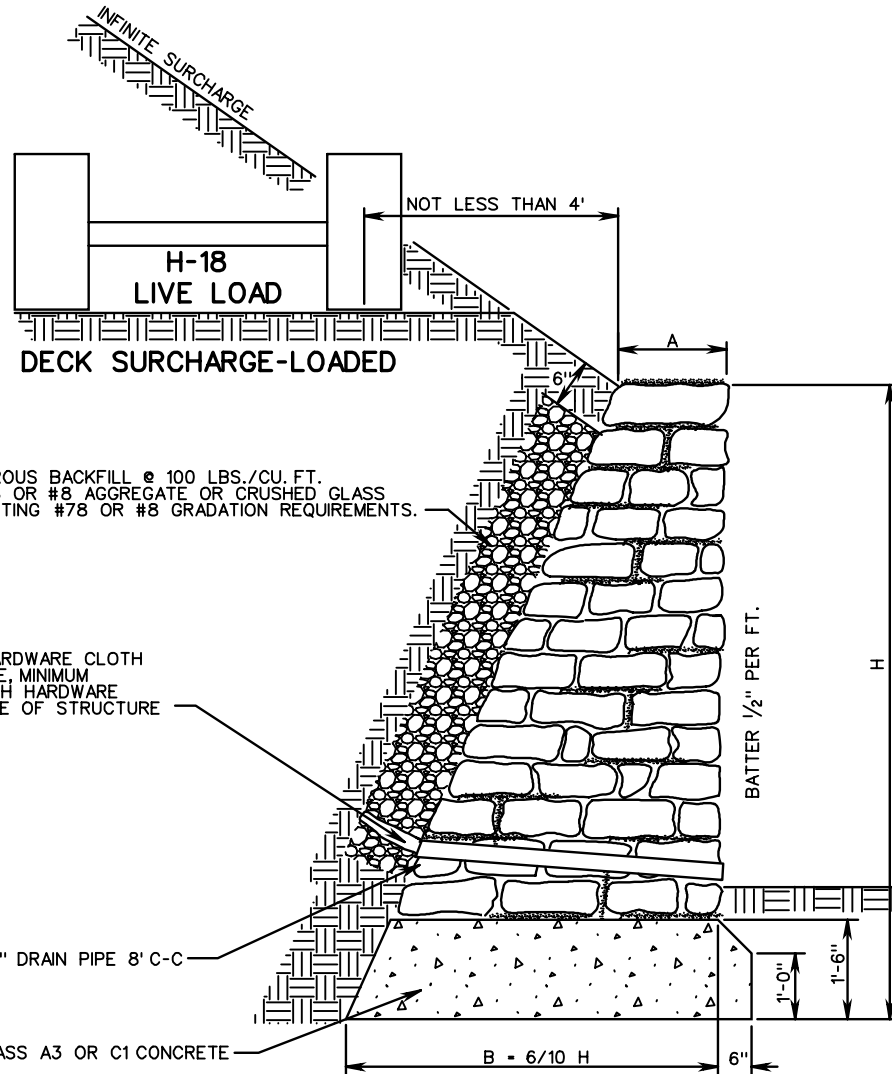 INFINITE SURCHARGE
NOT LESS THAN 4'
H-18
LIVE LOAD
DECK SURCHARGE-LOADED
A
6"
ROUS BACKFILL @ 100 LBS./CU. FT.
OR #8 AGGREGATE OR CRUSHED GLASS
TING #78 OR #8 GRADATION REQUIREMENTS.
ARDWARE CLOTH
E, MINIMUM
H HARDWARE
E OF STRUCTURE
BATTER 1/2" PER FT.
H
" DRAIN PIPE 8' C-C
1'-0"
1'-6"
ASS A3 OR C1 CONCRETE
B = 6/10 H
6"